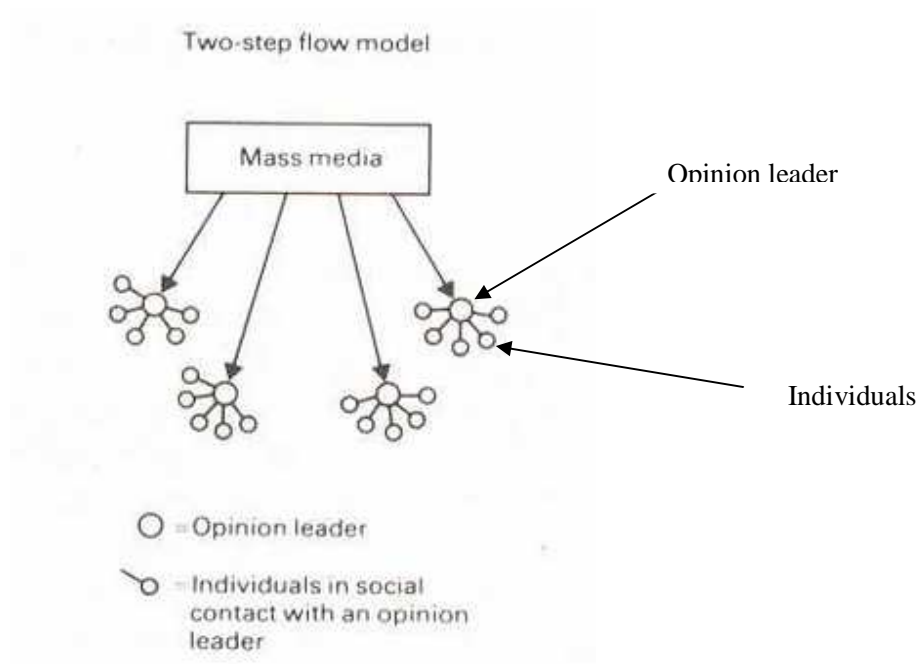 Two-step flow model
Mass media
Opinion leader
Individuals
= Opinion leader
= Individuals in social
contact with an opinion
leader